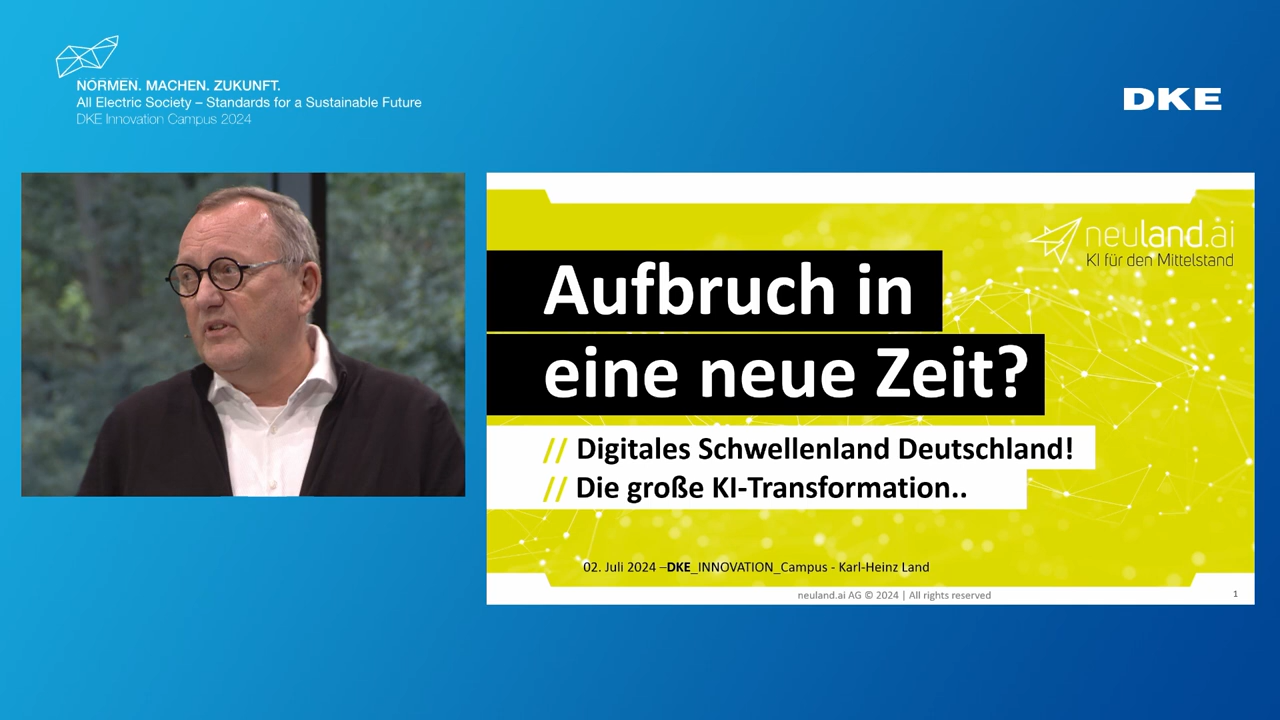 NORMEN. MACHEN. ZUKUNFT.
All Electric Society – Standards for a Sustainable Future
DKE Innovation Campus 2024
DKE
neuland.ai
KI für den Mittelstand
Aufbruch in
eine neue Zeit?
// Digitales Schwellenland Deutschland!
// Die große KI-Transformation..
02. Juli 2024 –DKE_INNOVATION_Campus - Karl-Heinz Land
neuland.ai AG © 2024 | All rights reserved
1